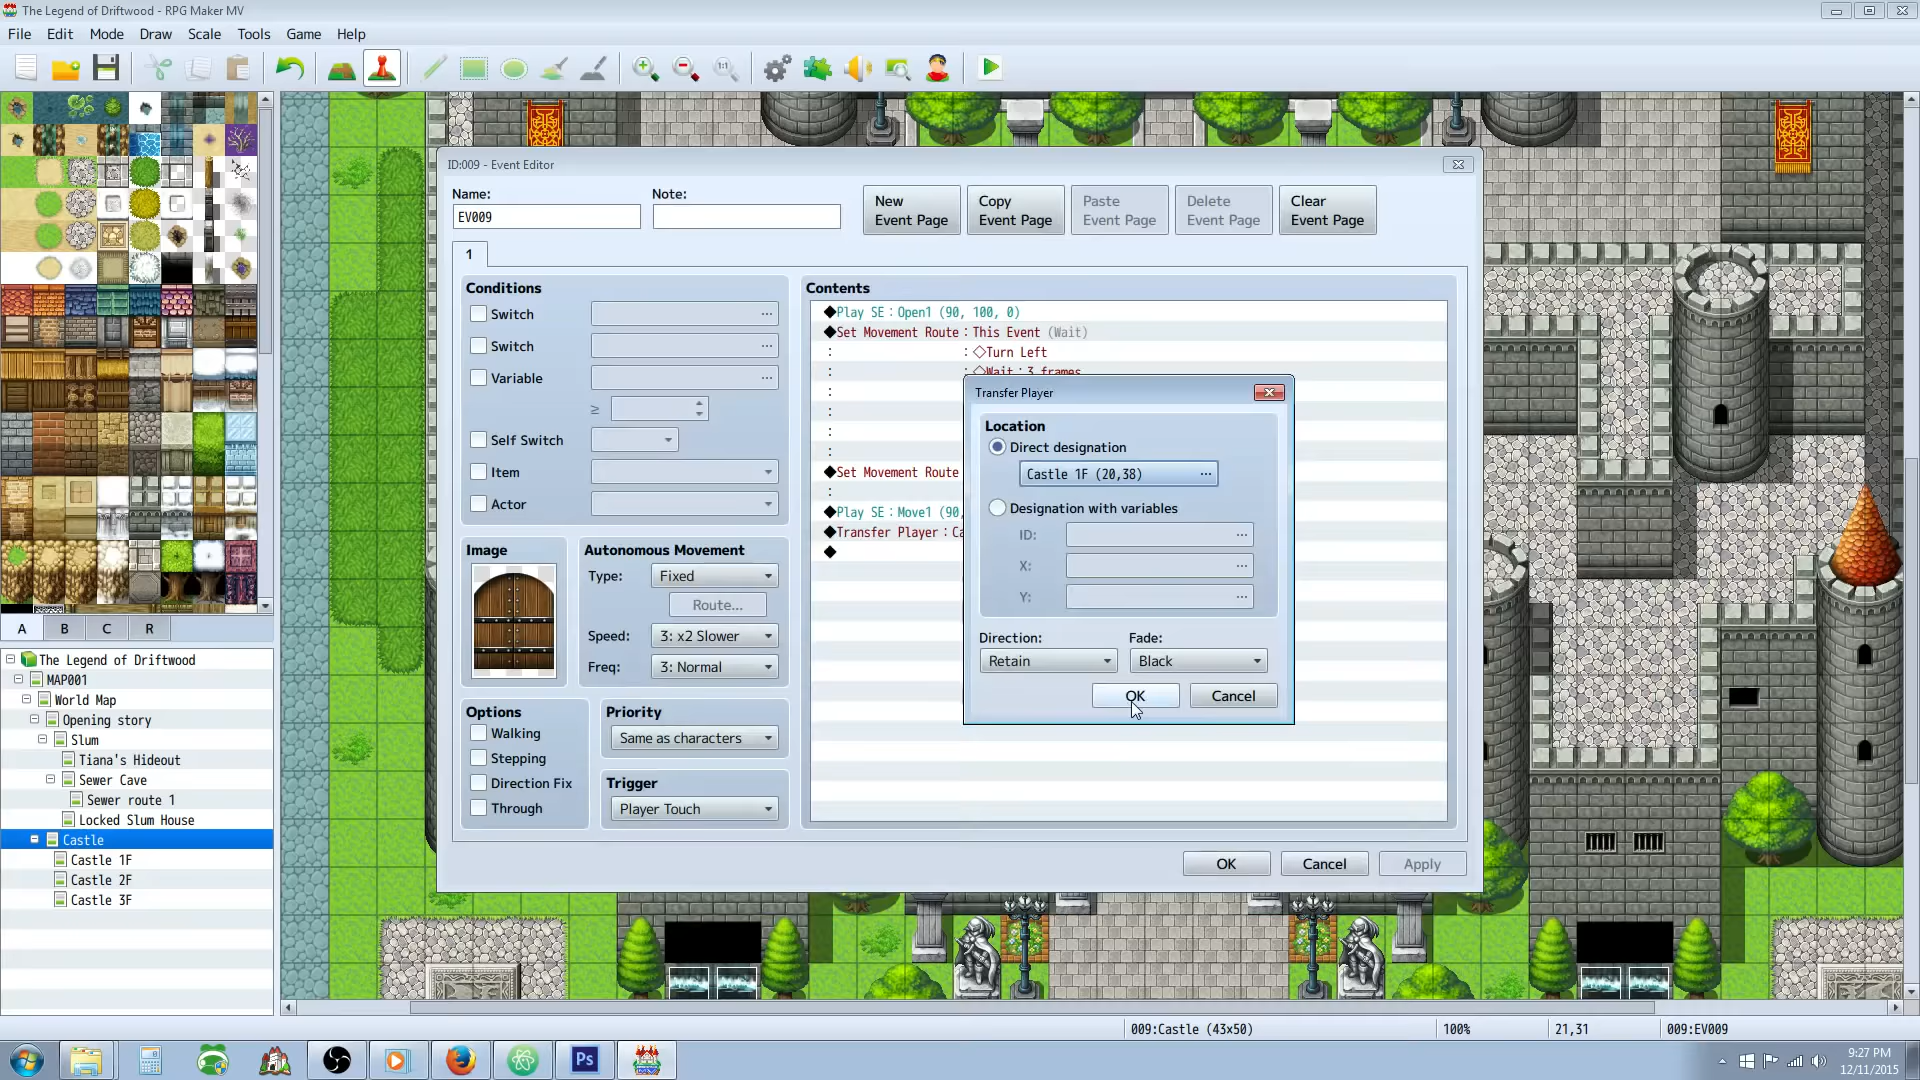 The Legend of Driftwood - RPG Maker MV
File Edit Mode Draw Scale Tools Game Help
1:1
ID:009 - Event Editor
Name: Note:
EV009
New Event Page
Copy Event Page
Paste Event Page
Delete Event Page
Clear Event Page
1
Conditions
Switch ...
Switch ...
Variable ...
≥
Self Switch
Item
Actor
Image
Autonomous Movement
Type: Fixed
Route...
Speed: 3: x2 Slower
Freq: 3: Normal
Options
Walking
Stepping
Direction Fix
Through
Priority
Same as characters
Trigger
Player Touch
Contents
◆Play SE : Open1 (90, 100, 0)
◆Set Movement Route : This Event (Wait)
: : ◇Turn Left
: : ◇Wait : 3 frames
:
:
:
:
◆Set Movement Route
:
◆Play SE : Move1 (90,
◆Transfer Player : Ca
◆
Transfer Player
Location
Direct designation
Castle 1F (20,38) ...
Designation with variables
ID: ...
X: ...
Y: ...
Direction: Fade:
Retain Black
OK Cancel
OK Cancel Apply
A B C R
The Legend of Driftwood
MAP001
World Map
Opening story
Slum
Tiana's Hideout
Sewer Cave
Sewer route 1
Locked Slum House
Castle
Castle 1F
Castle 2F
Castle 3F
009:Castle (43x50) 100% 21,31 009:EV009
Ps
9:27 PM
12/11/2015